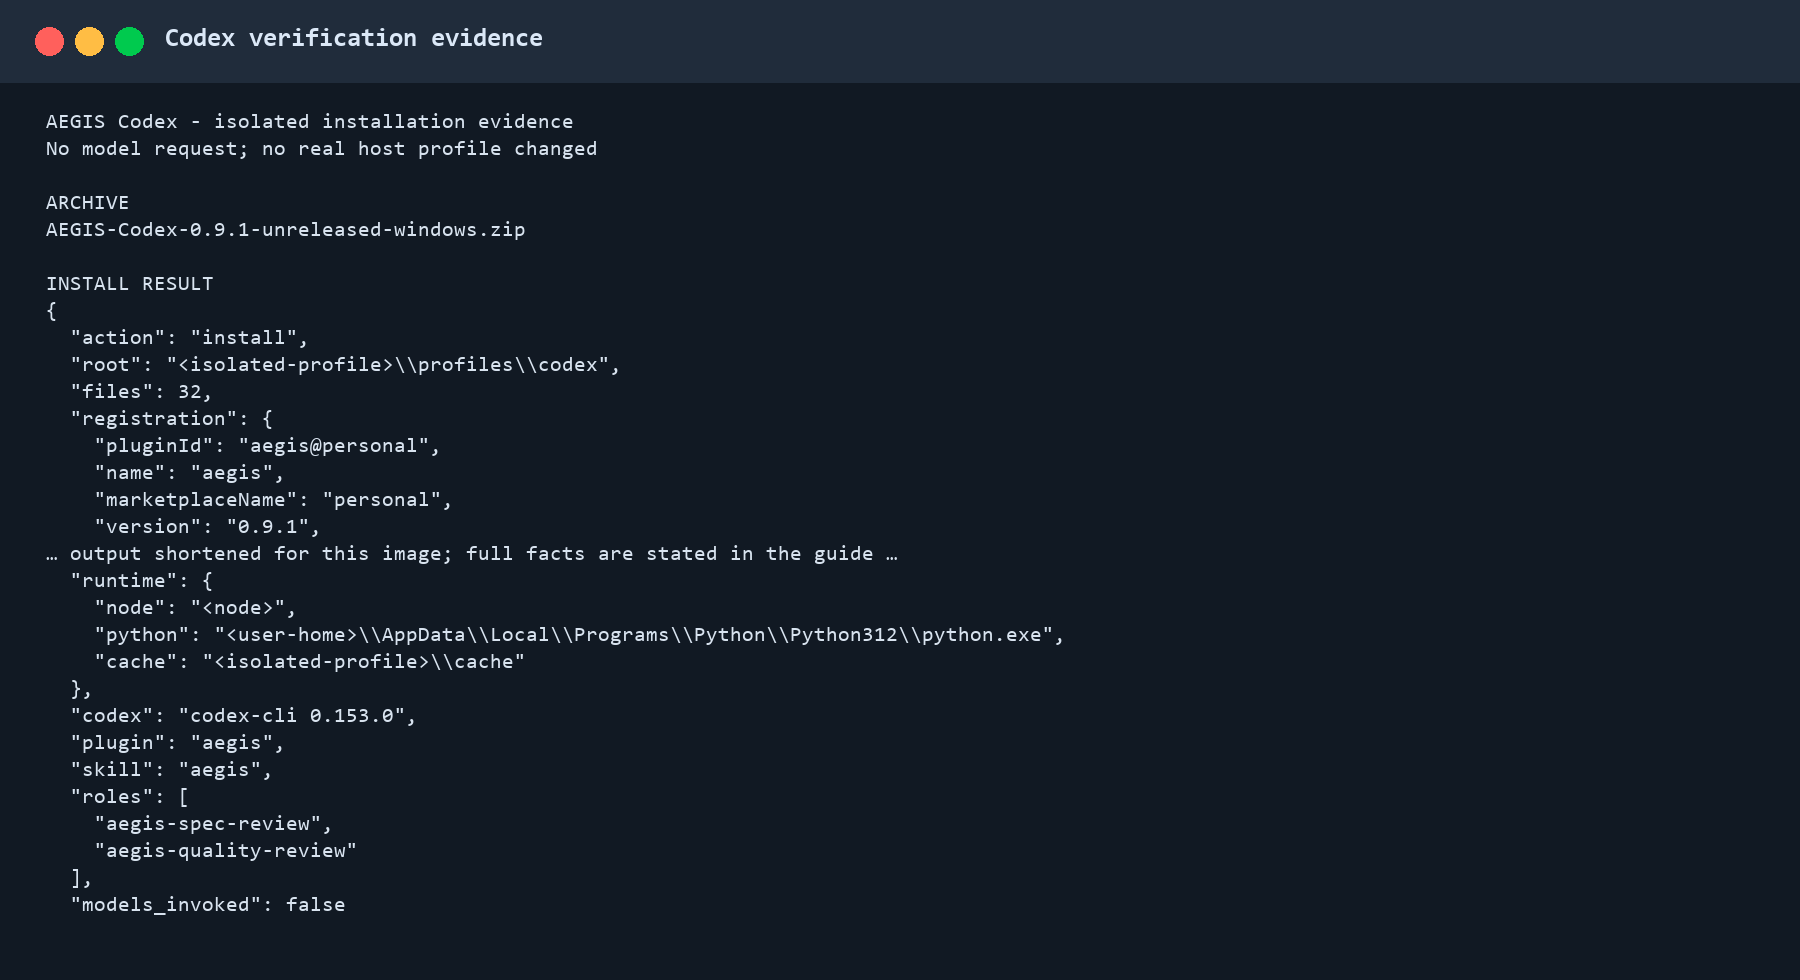 Codex verification evidence
AEGIS Codex - isolated installation evidence
No model request; no real host profile changed
ARCHIVE
AEGIS-Codex-0.9.1-unreleased-windows.zip
INSTALL RESULT
{
  "action": "install",
  "root": "<isolated-profile>\\profiles\\codex",
  "files": 32,
  "registration": {
    "pluginId": "aegis@personal",
    "name": "aegis",
    "marketplaceName": "personal",
    "version": "0.9.1",
… output shortened for this image; full facts are stated in the guide …
  "runtime": {
    "node": "<node>",
    "python": "<user-home>\\AppData\\Local\\Programs\\Python\\Python312\\python.exe",
    "cache": "<isolated-profile>\\cache"
  },
  "codex": "codex-cli 0.153.0",
  "plugin": "aegis",
  "skill": "aegis",
  "roles": [
    "aegis-spec-review",
    "aegis-quality-review"
  ],
  "models_invoked": false